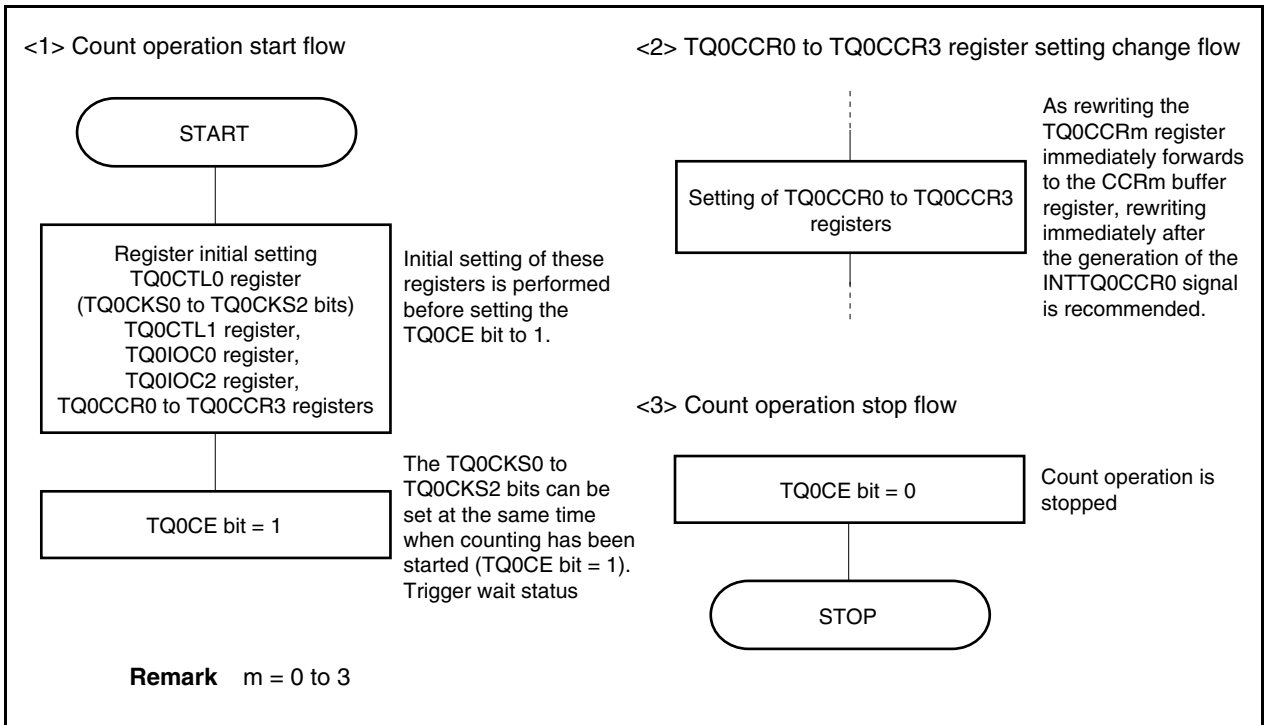 <1> Count operation start flow
START
Register initial setting
TQ0CTL0 register
(TQ0CKS0 to TQ0CKS2 bits)
TQ0CTL1 register,
TQ0IOC0 register,
TQ0IOC2 register,
TQ0CCR0 to TQ0CCR3 registers
Initial setting of these
registers is performed
before setting the
TQ0CE bit to 1.
TQ0CE bit = 1
The TQ0CKS0 to
TQ0CKS2 bits can be
set at the same time
when counting has been
started (TQ0CE bit = 1).
Trigger wait status
<2> TQ0CCR0 to TQ0CCR3 register setting change flow
Setting of TQ0CCR0 to TQ0CCR3
registers
As rewriting the
TQ0CCRm register
immediately forwards
to the CCRm buffer
register, rewriting
immediately after
the generation of the
INTTQ0CCR0 signal
is recommended.
<3> Count operation stop flow
TQ0CE bit = 0
Count operation is
stopped
STOP
Remark m = 0 to 3